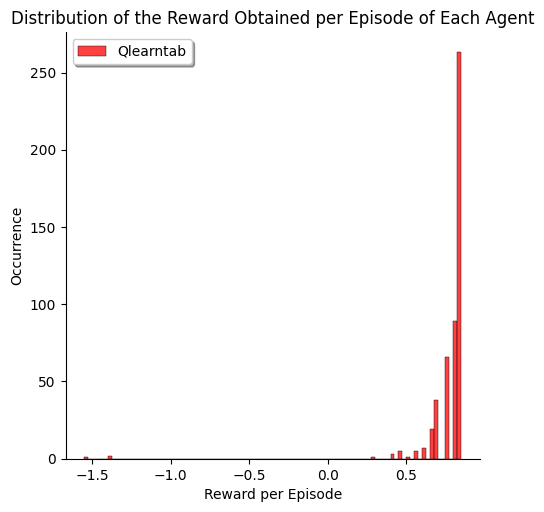 Distribution of the Reward Obtained per Episode of Each Agent
Qlearntab
250
200
150
100
50
0
Occurrence
−1.5 −1.0 −0.5 0.0 0.5
Reward per Episode